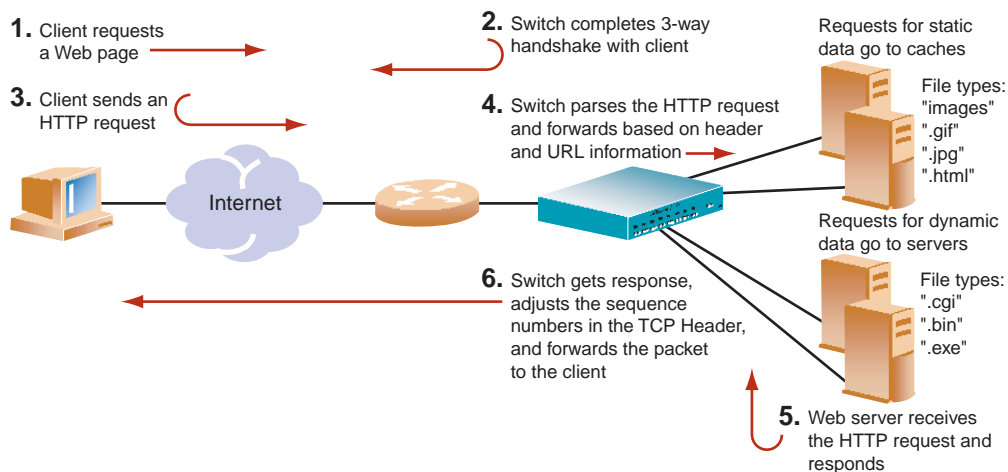 1. Client requests
a Web page
2. Switch completes 3-way
handshake with client
3. Client sends an
HTTP request
4. Switch parses the HTTP request
and forwards based on header
and URL information
Requests for static
data go to caches
File types:
"images"
".gif"
".jpg"
".html"
Internet
Requests for dynamic
data go to servers
File types:
".cgi"
".bin"
".exe"
5. Web server receives
the HTTP request and
responds
6. Switch gets response,
adjusts the sequence
numbers in the TCP Header,
and forwards the packet
to the client